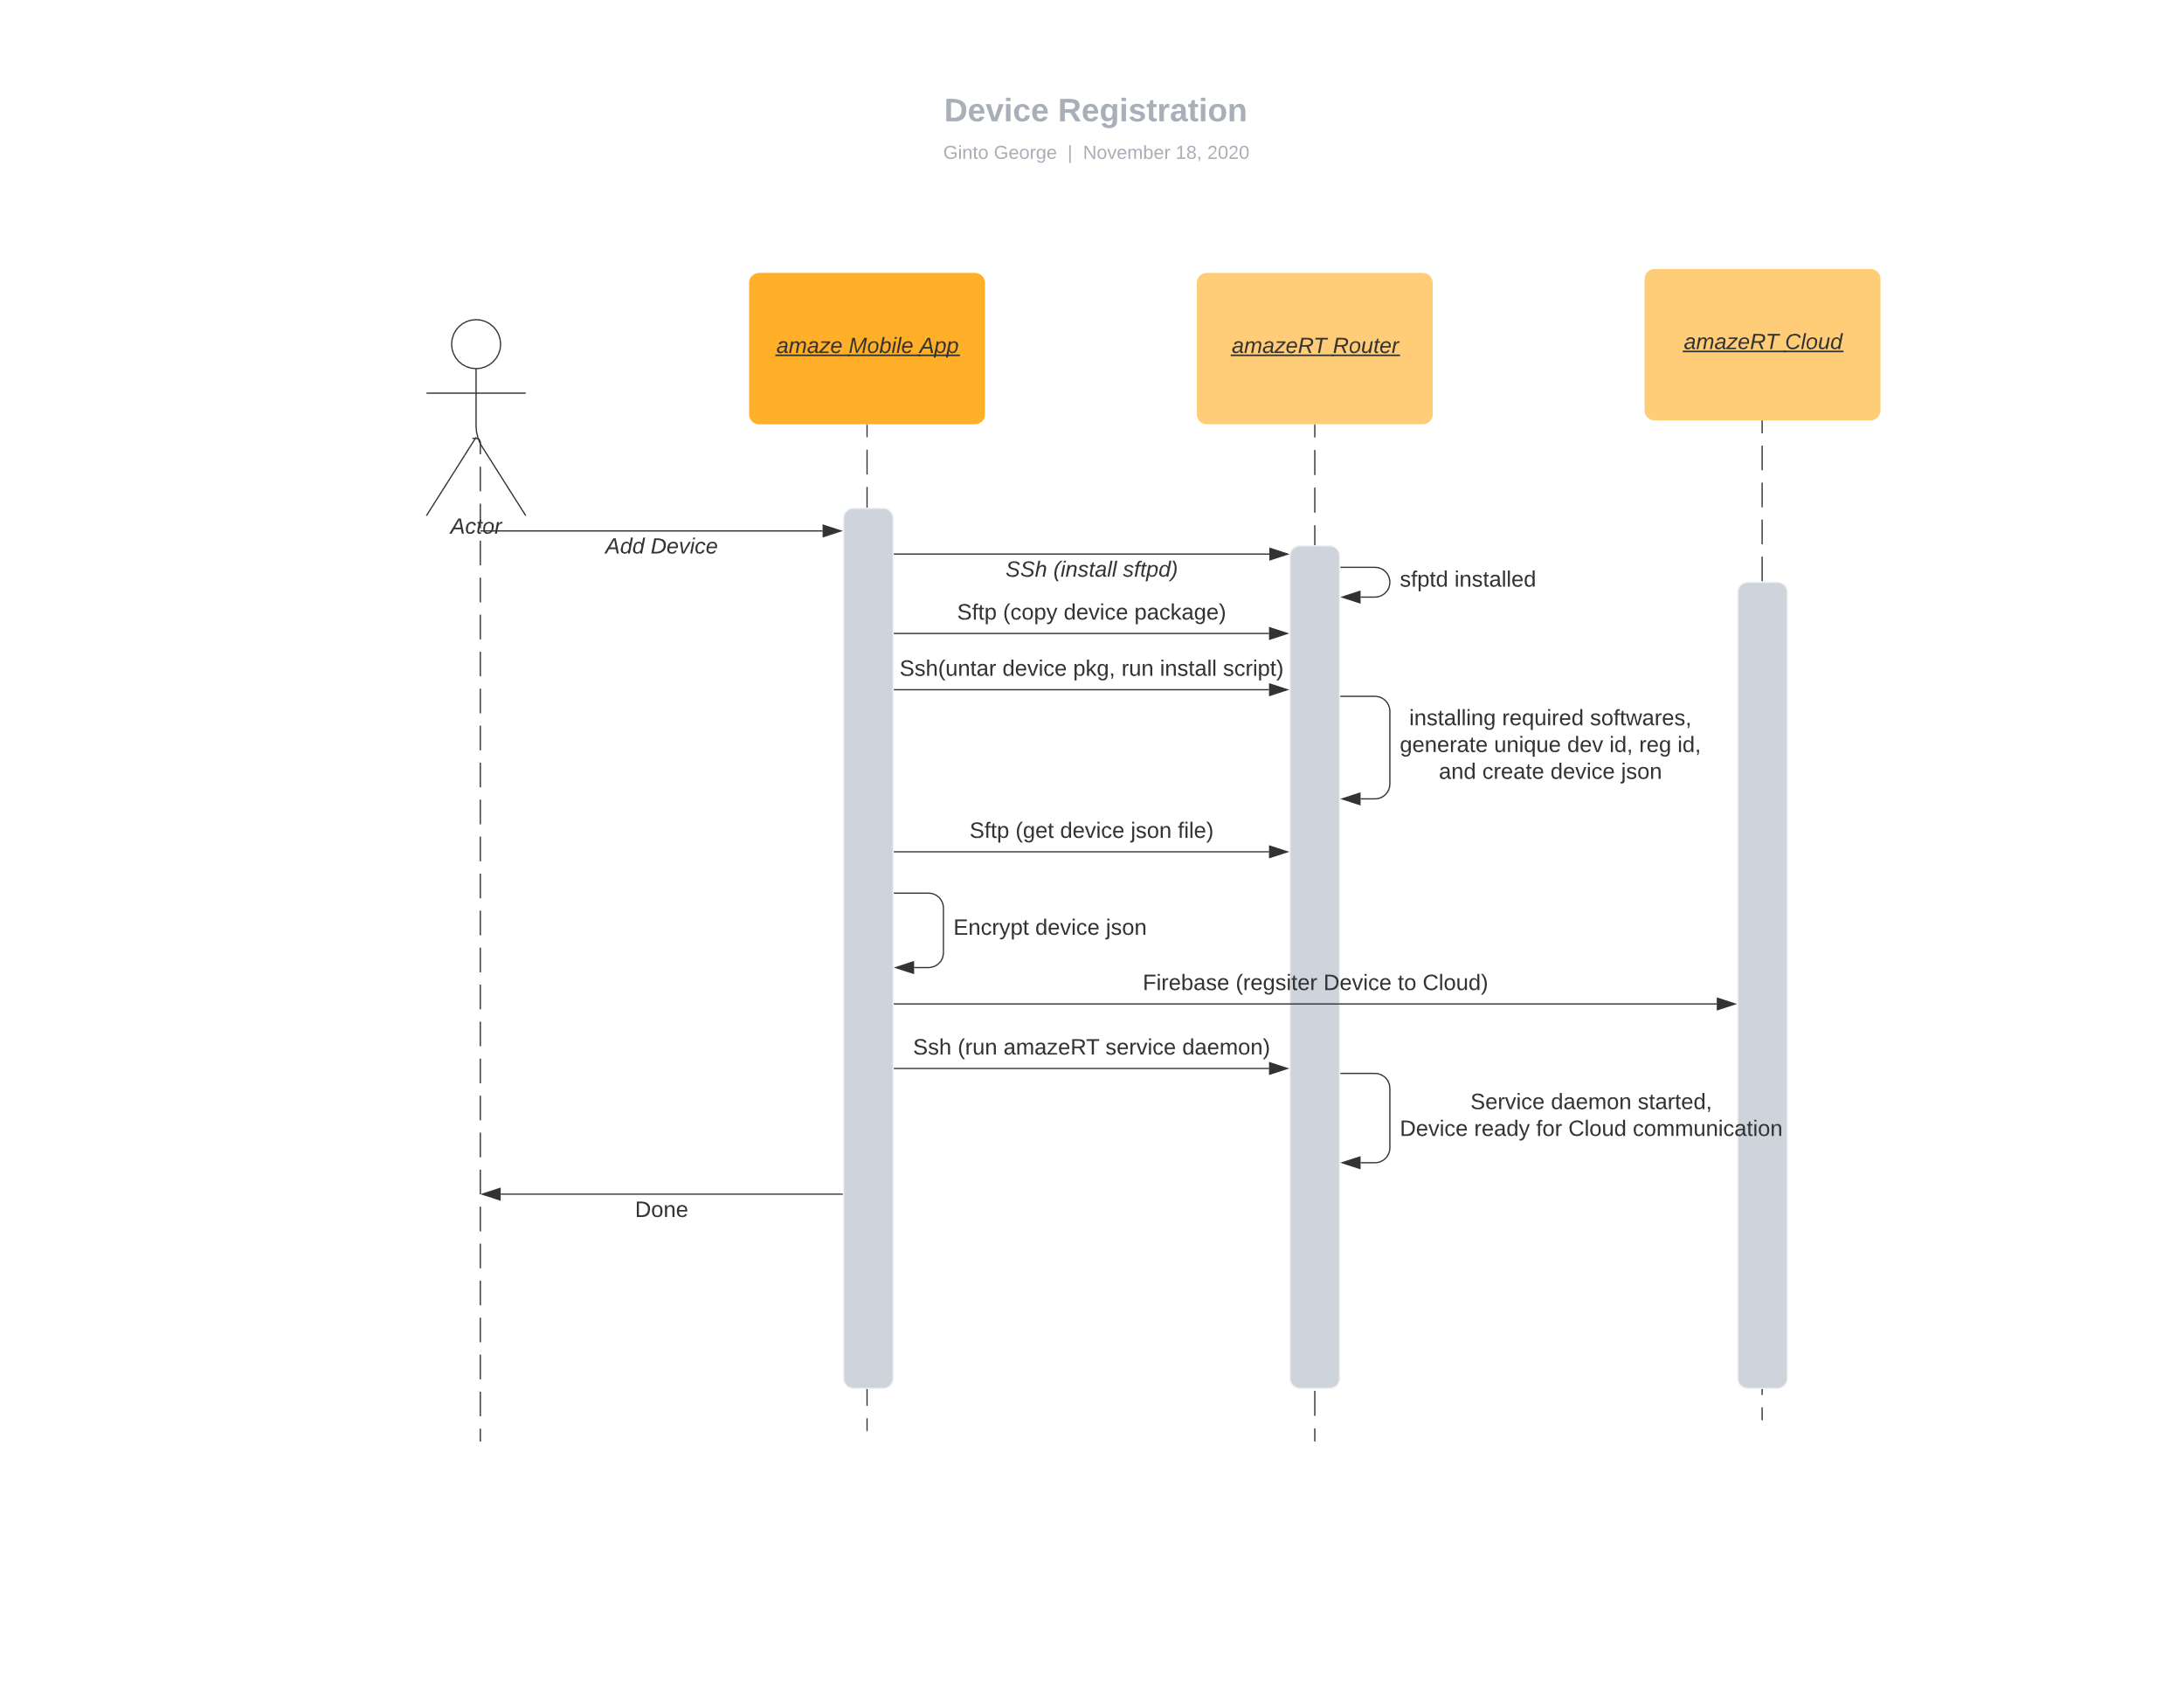 Device Registration
Ginto George | November 18, 2020
amaze Mobile App
amazeRT Router
amazeRT Cloud
Actor
Add Device
SSh (install sftpd)
sfptd installed
Sftp (copy device package)
Ssh(untar device pkg, run install script)
installing required softwares,
generate unique dev id, reg id,
and create device json
Sftp (get device json file)
Encrypt device json
Firebase (regsiter Device to Cloud)
Ssh (run amazeRT service daemon)
Service daemon started,
Device ready for Cloud communication
Done